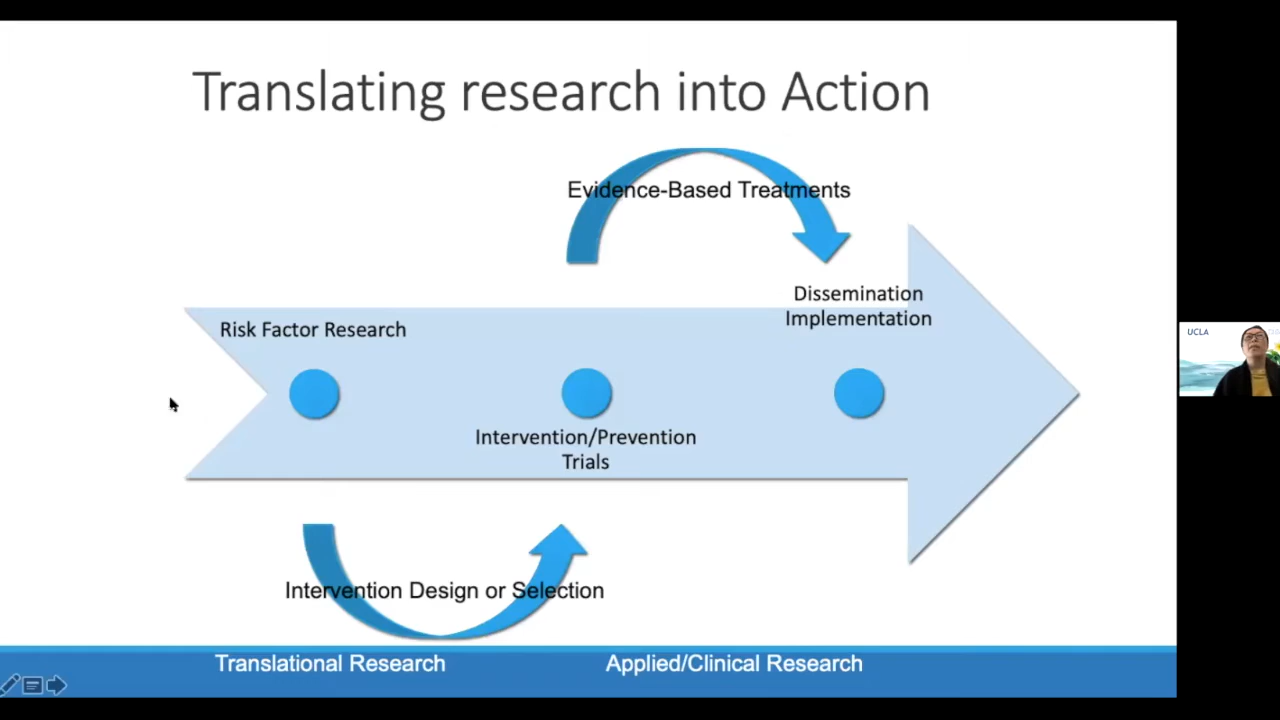 Translating research into Action
Evidence-Based Treatments
Dissemination
Implementation
Risk Factor Research
Intervention/Prevention
Trials
Intervention Design or Selection
Translational Research
Applied/Clinical Research
UCLA